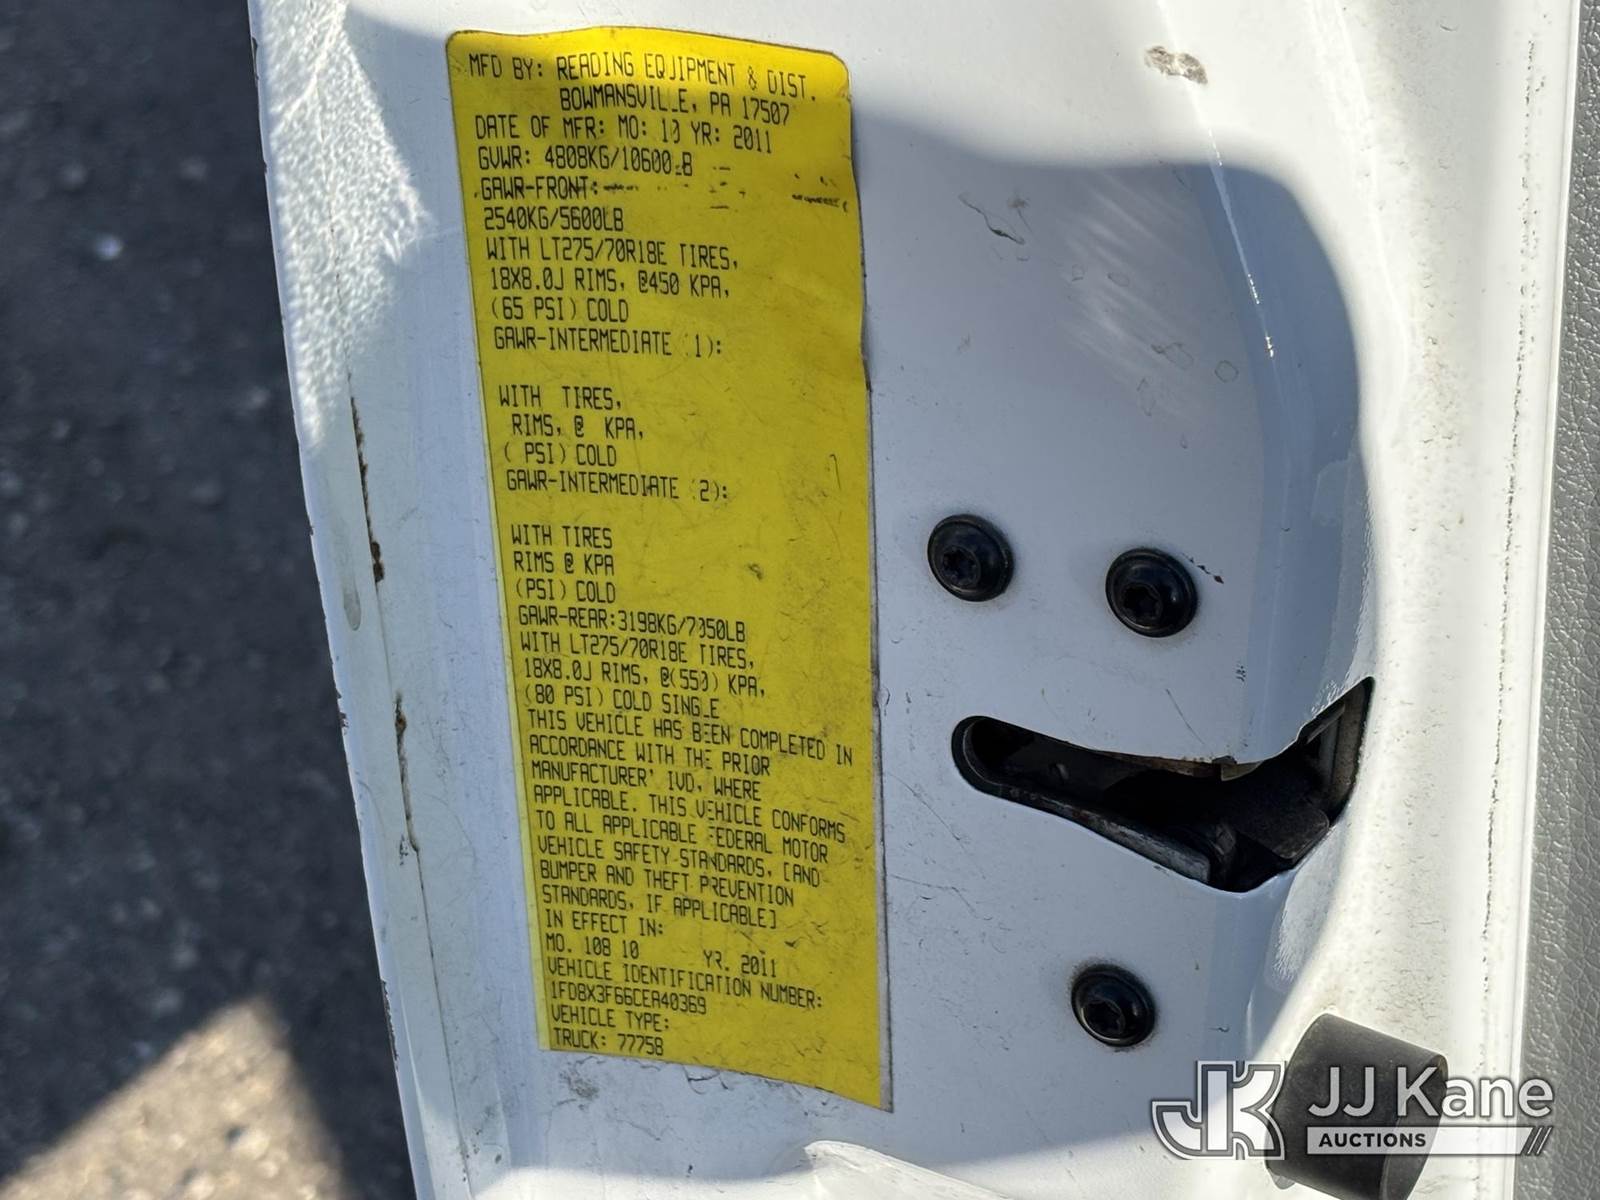 MFD BY: READING EQUIPMENT & DIST.
BOWMANSVILLE, PA 17507
DATE OF MFR: MO: 10 YR: 2011
GVWR: 4808KG/10600LB
GAWR-FRONT:
2540KG/5600LB
WITH LT275/70R18E TIRES,
18X8.0J RIMS, @450 KPA,
(65 PSI) COLD
GAWR-INTERMEDIATE (1):
WITH TIRES,
RIMS, @ KPA,
( PSI) COLD
GAWR-INTERMEDIATE (2):
WITH TIRES
RIMS @ KPA
(PSI) COLD
GAWR-REAR:3198KG/7050LB
WITH LT275/70R18E TIRES,
18X8.0J RIMS, @(550) KPA,
(80 PSI) COLD SINGLE
THIS VEHICLE HAS BEEN COMPLETED IN
ACCORDANCE WITH THE PRIOR
MANUFACTURER' IVD, WHERE
APPLICABLE. THIS VEHICLE CONFORMS
TO ALL APPLICABLE FEDERAL MOTOR
VEHICLE SAFETY STANDARDS, [AND
BUMPER AND THEFT PREVENTION
STANDARDS, IF APPLICABLE]
IN EFFECT IN:
MO. 108 10 YR. 2011
VEHICLE IDENTIFICATION NUMBER:
1FD8X3F66CEA40369
VEHICLE TYPE:
TRUCK: 77758
JK JJ Kane
AUCTIONS